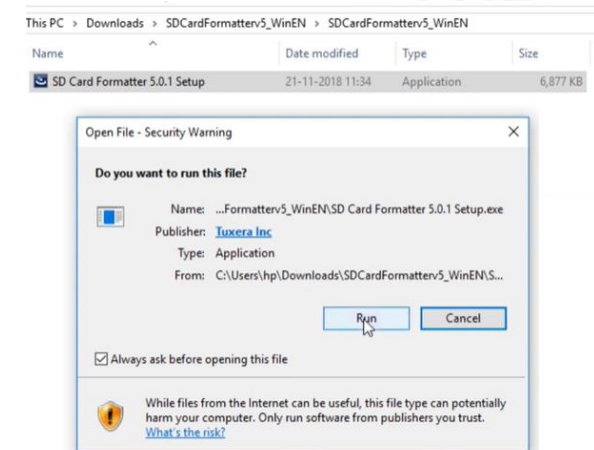 This PC > Downloads > SDCardFormatterv5_WinEN > SDCardFormatterv5_WinEN
Name Date modified Type Size
SD Card Formatter 5.0.1 Setup 21-11-2018 11:34 Application 6,877 KB
Open File - Security Warning
Do you want to run this file?
Name: ...Formatterv5_WinEN\SD Card Formatter 5.0.1 Setup.exe
Publisher: Tuxera Inc
Type: Application
From: C:\Users\hp\Downloads\SDCardFormatterv5_WinEN\S...
Run Cancel
Always ask before opening this file
While files from the Internet can be useful, this file type can potentially
harm your computer. Only run software from publishers you trust.
What's the risk?